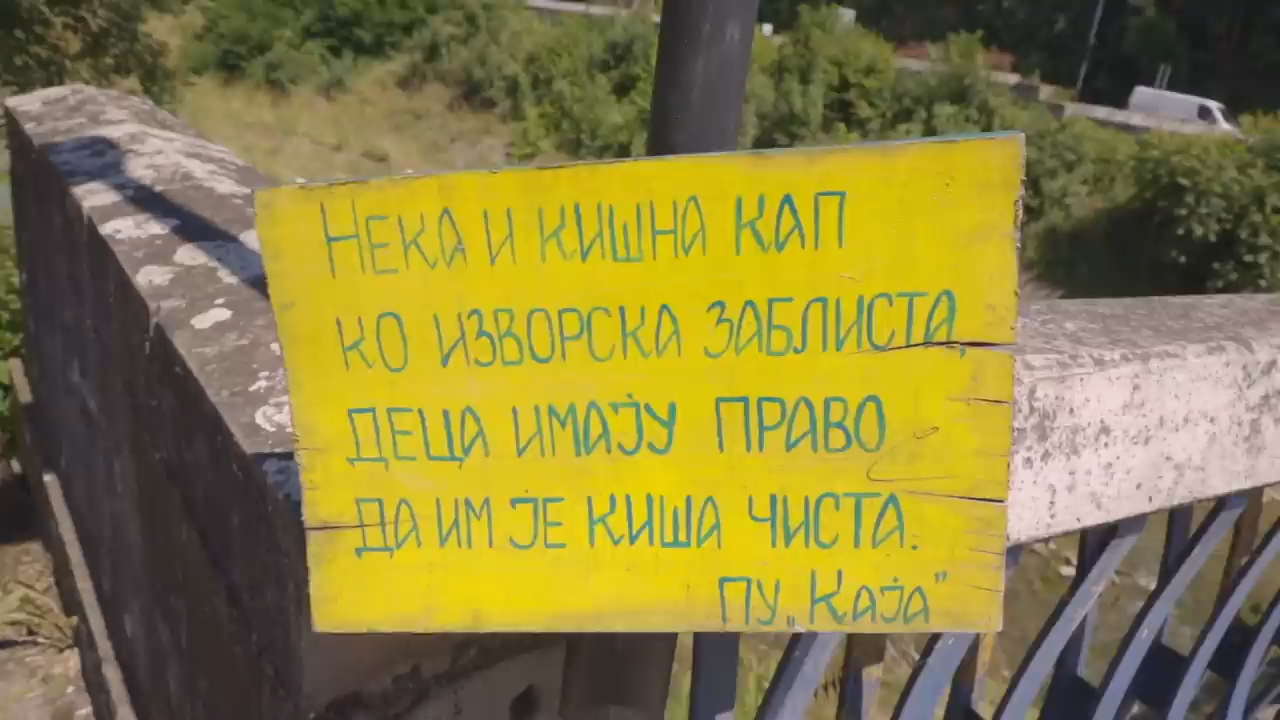 НЕКА И КИШНА КАП
КО ИЗВОРСКА ЗАБЛИСТА,
ДЕЦА ИМАЈУ ПРАВО
ДА ИМ ЈЕ КИША ЧИСТА.
ПУ „Каја”